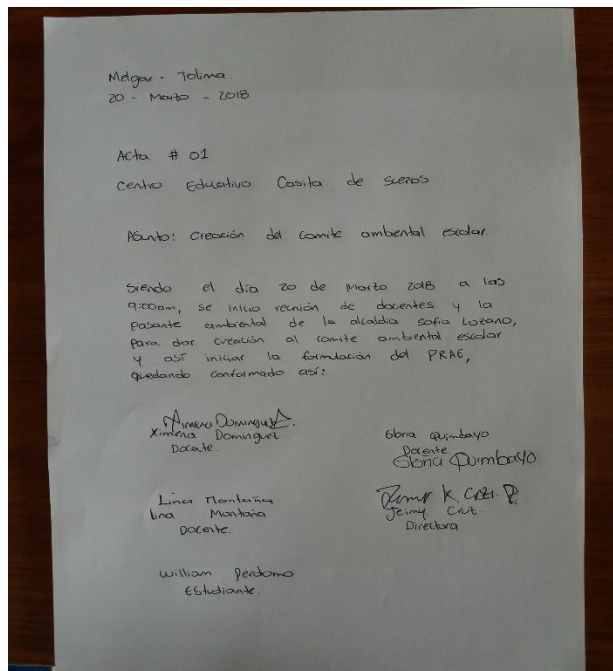 Melgar - Tolima
20 - Marzo - 2018
Acta # 01
Centro Educativo Casita de sueños
Asunto: Creación del comite ambiental escolar.
Siendo el día 20 de Marzo 2018 a las
9:00am, se inicio reunión de docentes y la
pasante ambiental de la alcaldia Sofia Lozano,
para dar creación al comite ambiental escolar
y así iniciar la formulación del PRAE,
quedando conformado así:
Ximena Dominguez.
Ximena Dominguez.
Docente.
Gloria Quimbayo
Docente
Gloria Quimbayo
Lina Montaña
Lina Montaña
Docente.
K. Cruz. P
Jeimy Cruz.
Directora
William Perdomo
Estudiante.